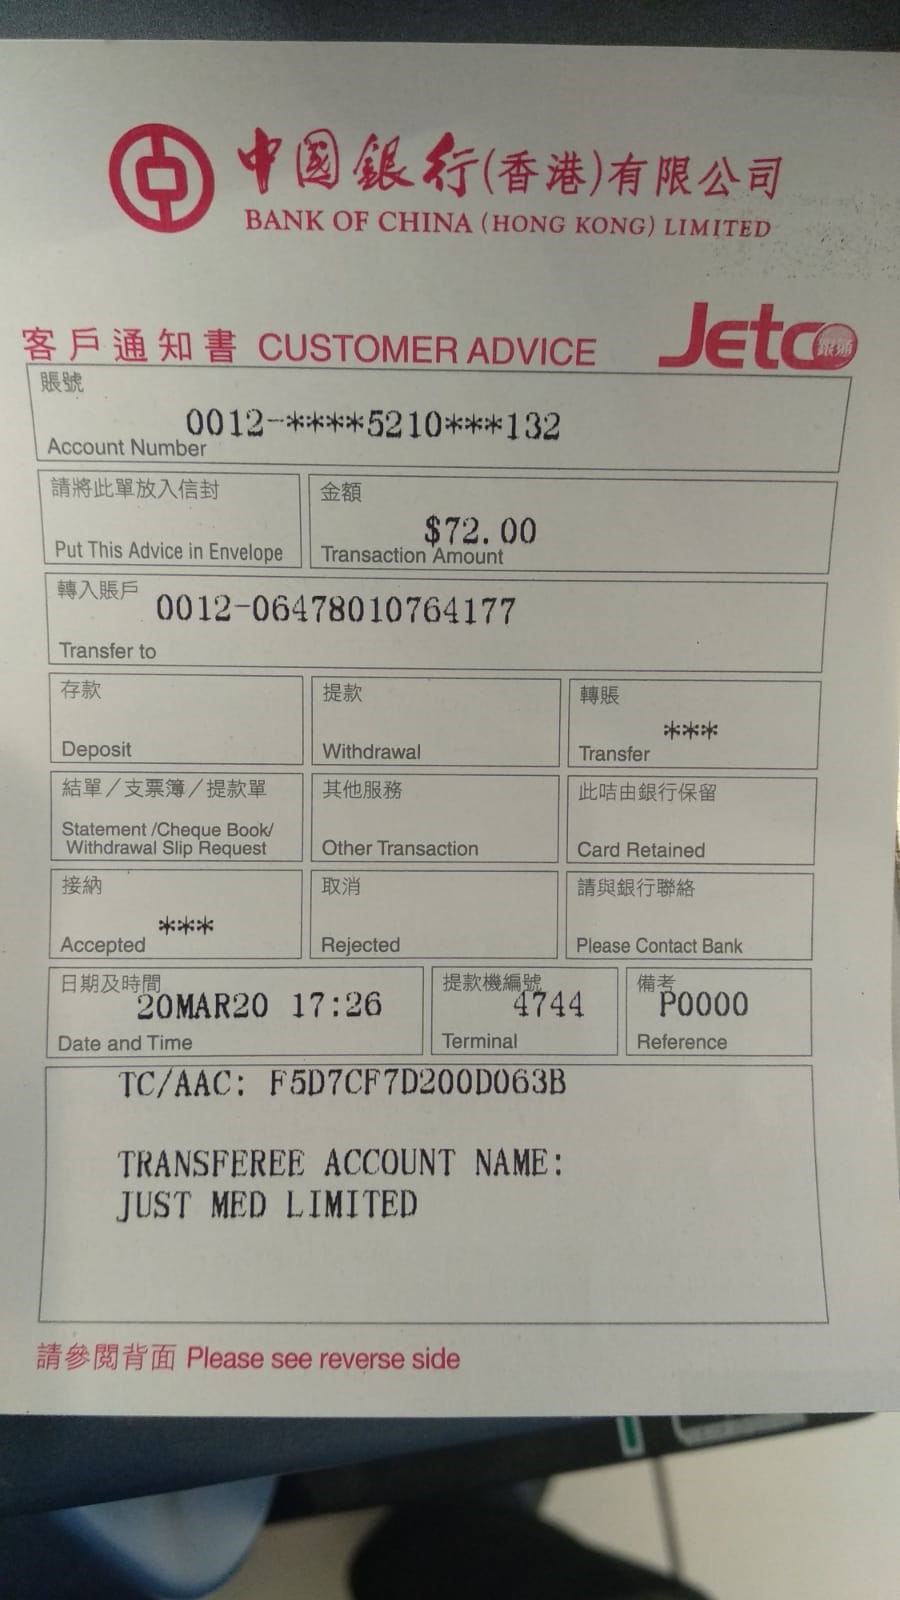 中國銀行(香港)有限公司
BANK OF CHINA (HONG KONG) LIMITED
客戶通知書 CUSTOMER ADVICE
Jetco 銀通
賬號
0012-****5210***132
Account Number
請將此單放入信封
Put This Advice in Envelope
金額
$72.00
Transaction Amount
轉入賬戶
0012-06478010764177
Transfer to
存款
Deposit
提款
Withdrawal
轉賬
***
Transfer
結單／支票簿／提款單
Statement /Cheque Book/
Withdrawal Slip Request
其他服務
Other Transaction
此咭由銀行保留
Card Retained
接納
***
Accepted
取消
Rejected
請與銀行聯絡
Please Contact Bank
日期及時間
20MAR20 17:26
Date and Time
提款機編號
4744
Terminal
備考
P0000
Reference
TC/AAC: F5D7CF7D200D063B
TRANSFEREE ACCOUNT NAME:
JUST MED LIMITED
請參閱背面 Please see reverse side